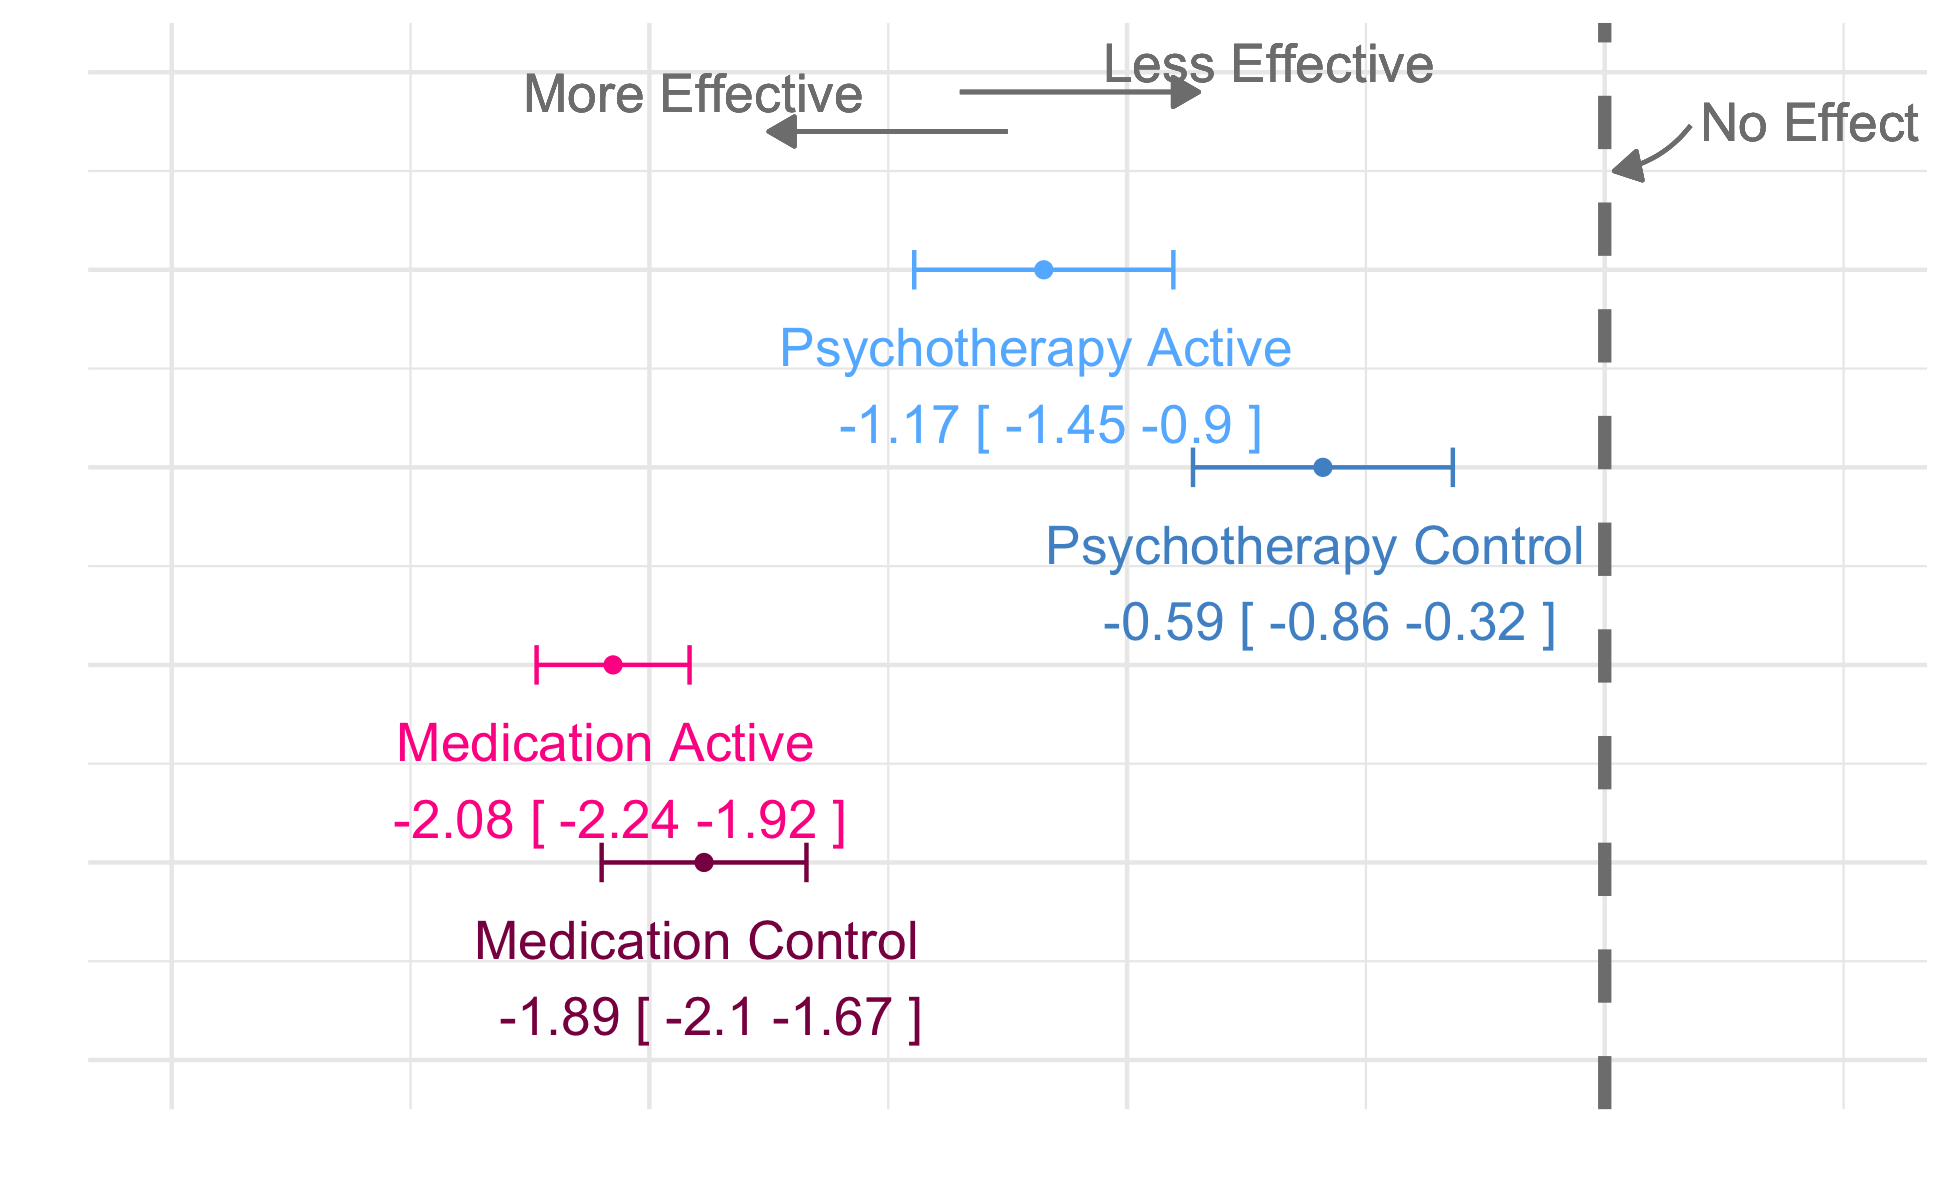 Less Effective
More Effective
No Effect
Psychotherapy Active
-1.17 [ -1.45 -0.9 ]
Psychotherapy Control
-0.59 [ -0.86 -0.32 ]
Medication Active
-2.08 [ -2.24 -1.92 ]
Medication Control
-1.89 [ -2.1 -1.67 ]